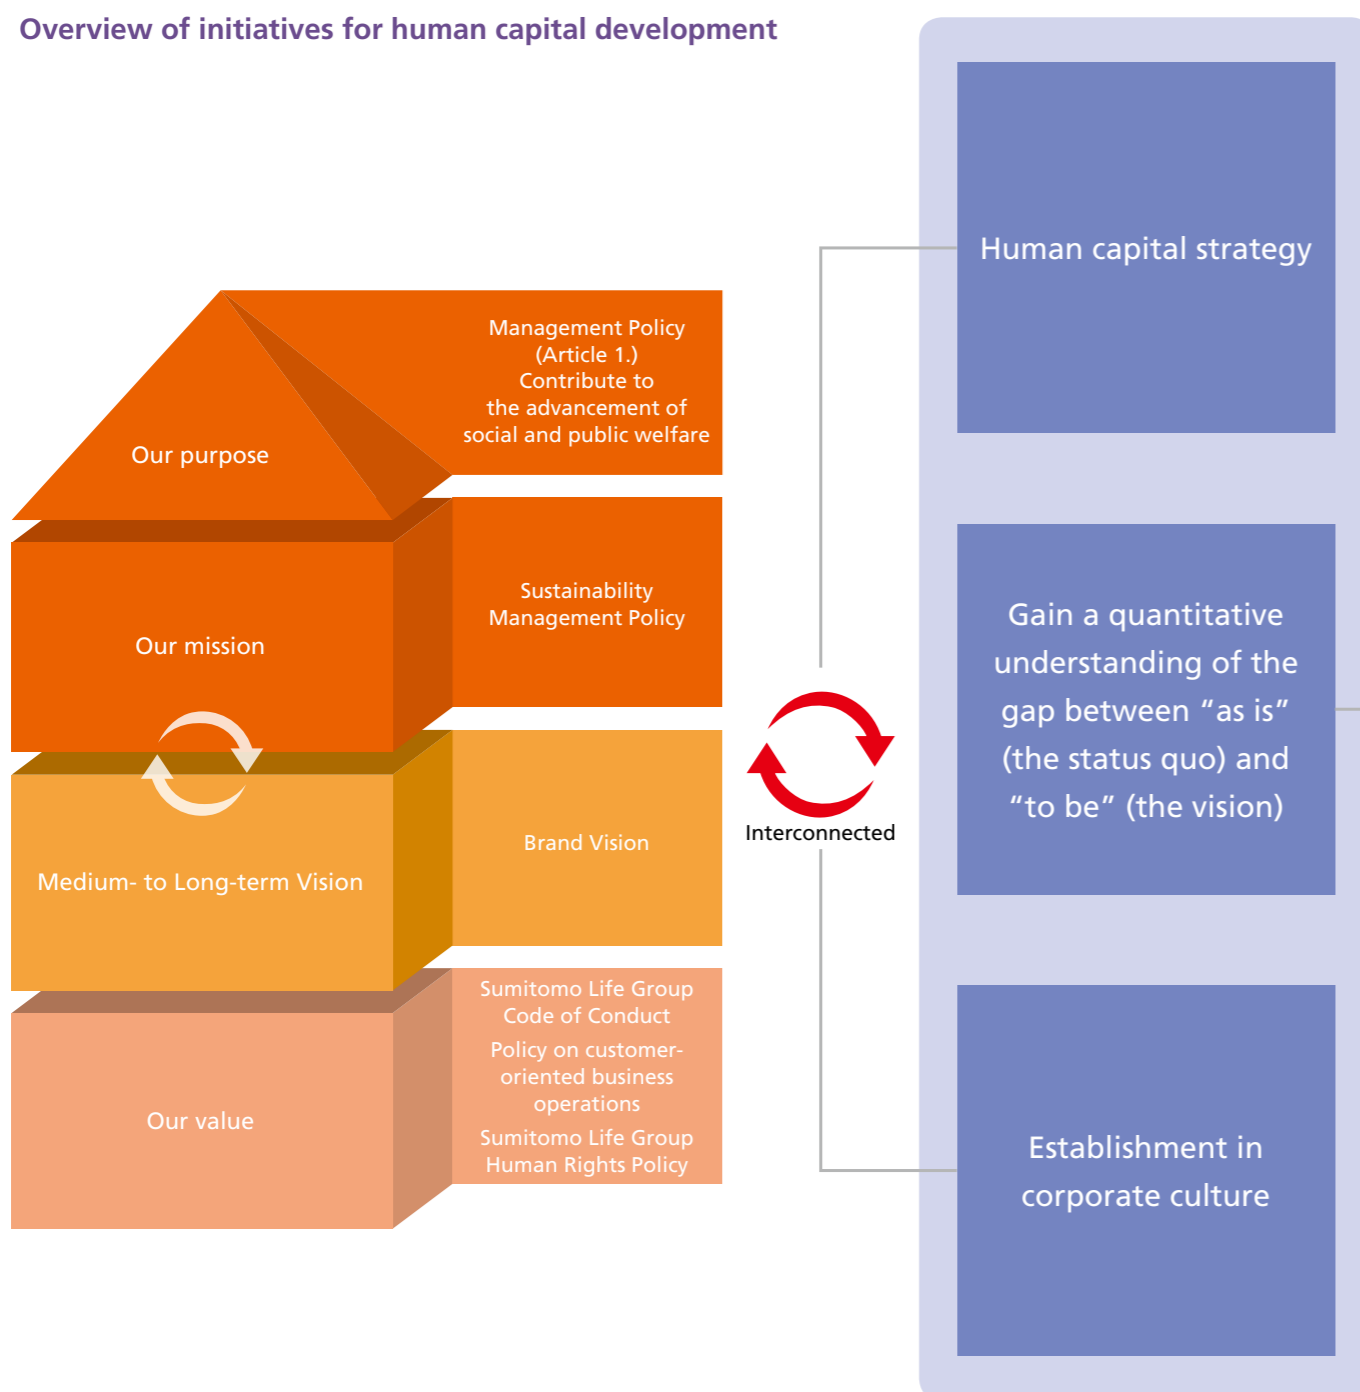 Overview of initiatives for human capital development
Our purpose
Management Policy
(Article 1.)
Contribute to
the advancement of
social and public welfare
Our mission
Sustainability
Management Policy
Medium- to Long-term Vision
Brand Vision
Our value
Sumitomo Life Group
Code of Conduct
Policy on customer-
oriented business
operations
Sumitomo Life Group
Human Rights Policy
Interconnected
Human capital strategy
Gain a quantitative
understanding of the
gap between “as is”
(the status quo) and
“to be” (the vision)
Establishment in
corporate culture